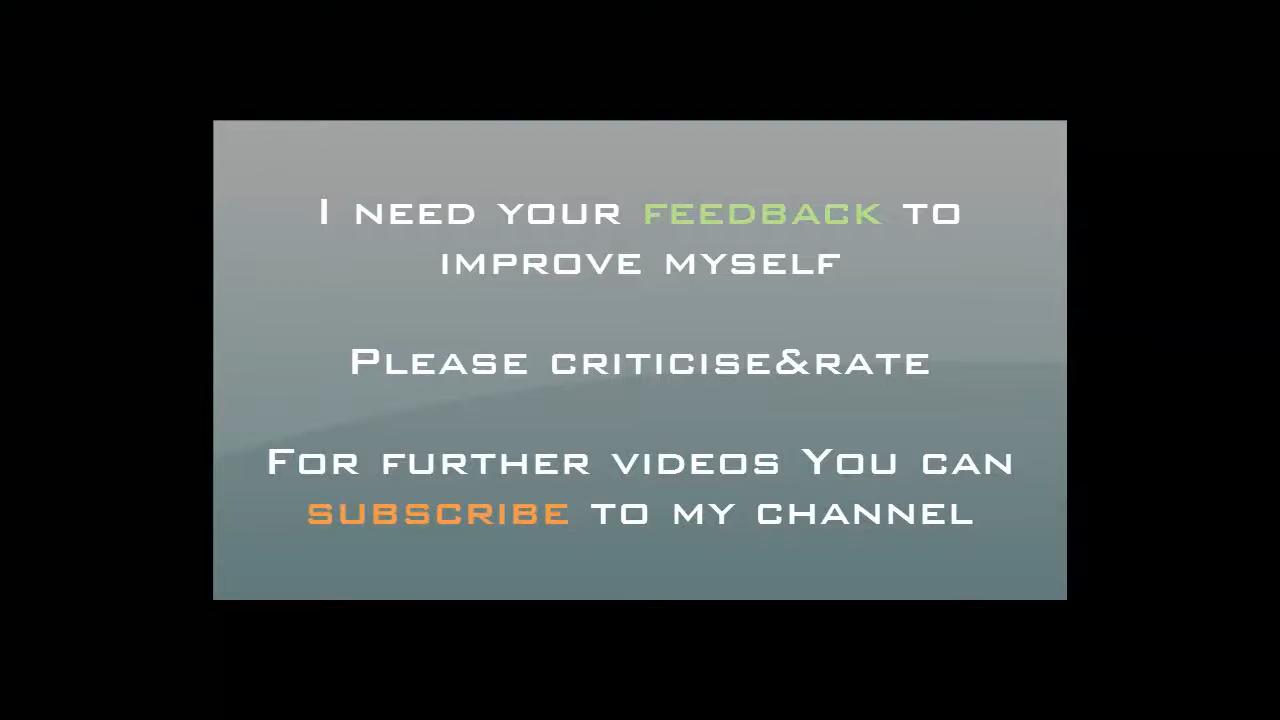 I need your feedback to
improve myself
Please criticise&rate
For further videos You can
subscribe to my channel